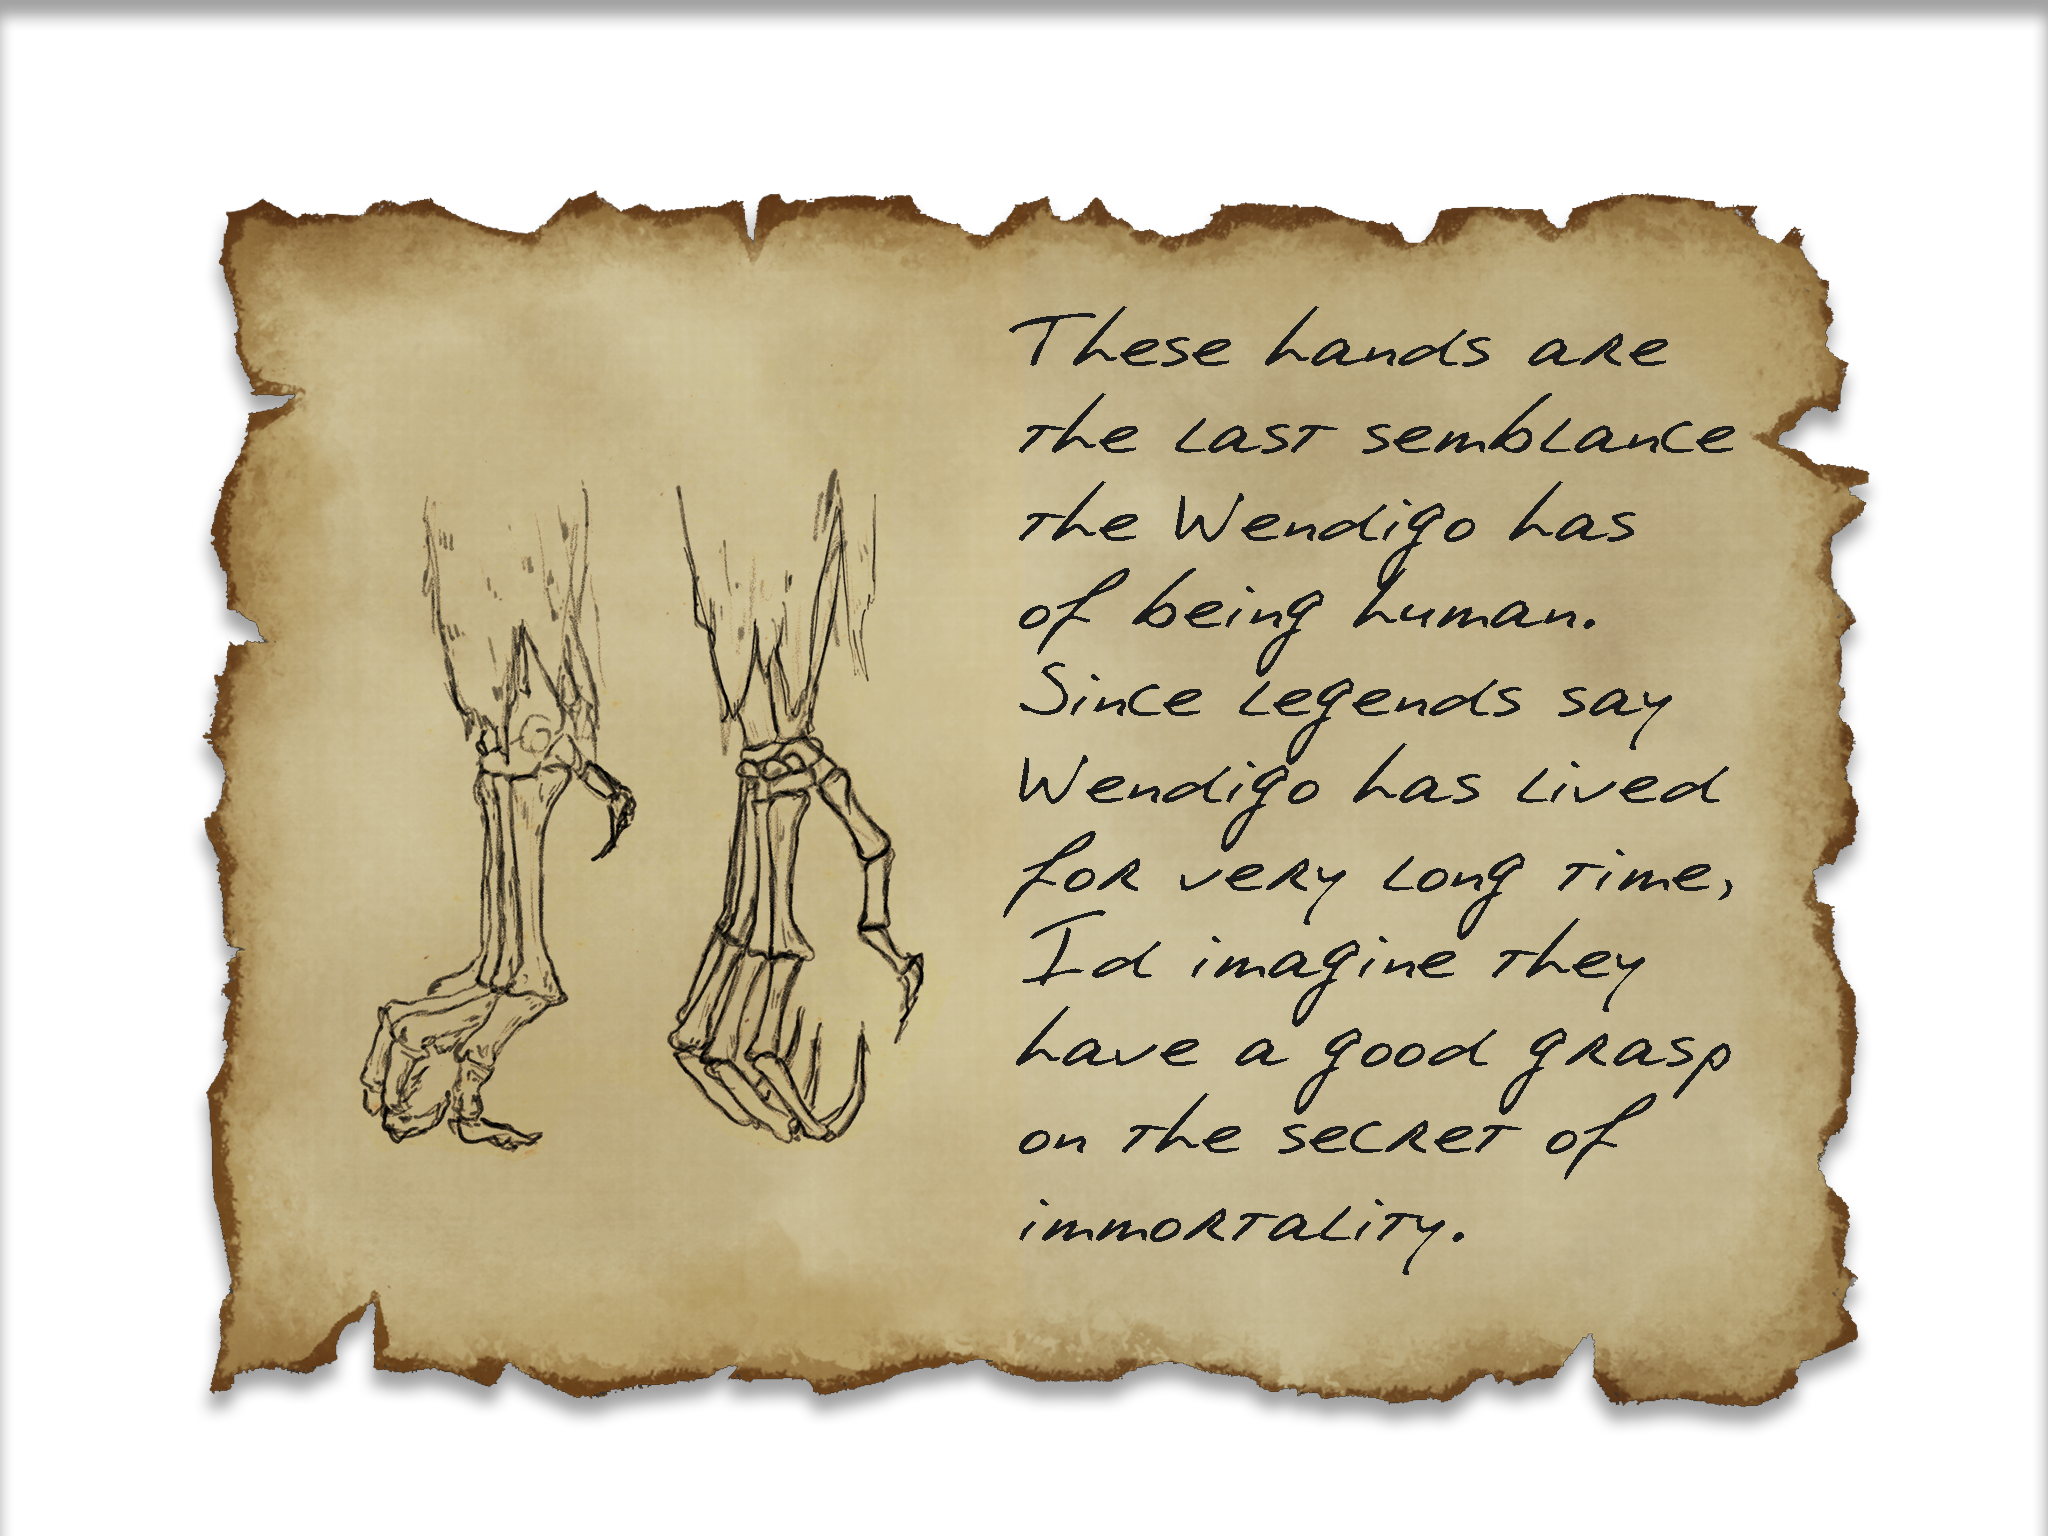 These hands are
the last semblance
the Wendigo has
of being human.
Since legends say
Wendigo has lived
for very long time,
Id imagine they
have a good grasp
on the secret of
immortality.